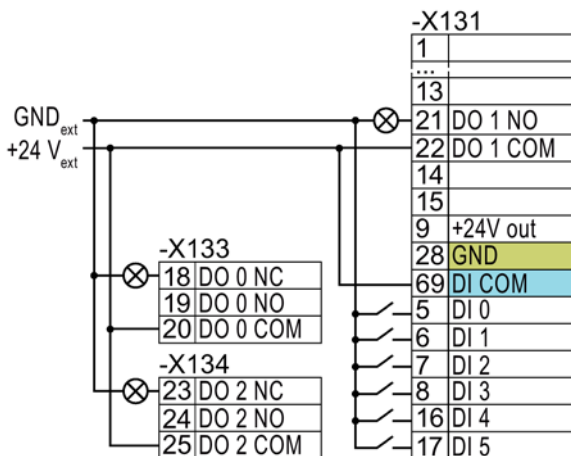 -X131
1
...
13
GND ext
21 DO 1 NO
+24 V ext
22 DO 1 COM
14
15
9 +24V out
28 GND
69 DI COM
5 DI 0
6 DI 1
7 DI 2
8 DI 3
16 DI 4
17 DI 5
-X133
18 DO 0 NC
19 DO 0 NO
20 DO 0 COM
-X134
23 DO 2 NC
24 DO 2 NO
25 DO 2 COM